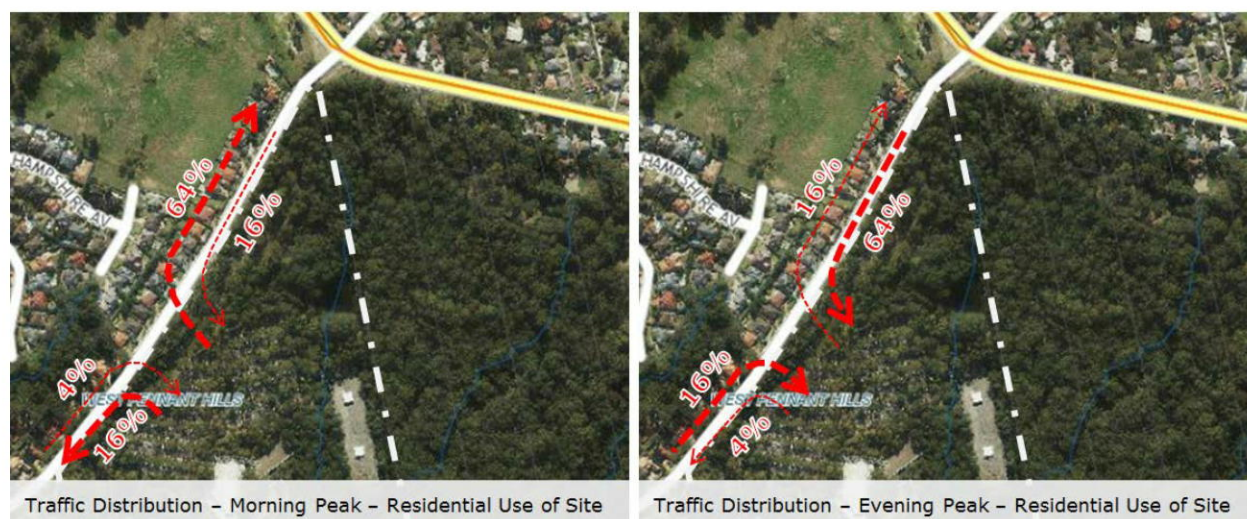 64%
16%
HAMPSHIRE AV
4%
16%
WEST PENNANT HILLS
Traffic Distribution – Morning Peak – Residential Use of Site
16%
64%
HAMPSHIRE AV
16%
4%
WEST PENNANT HILLS
Traffic Distribution – Evening Peak – Residential Use of Site